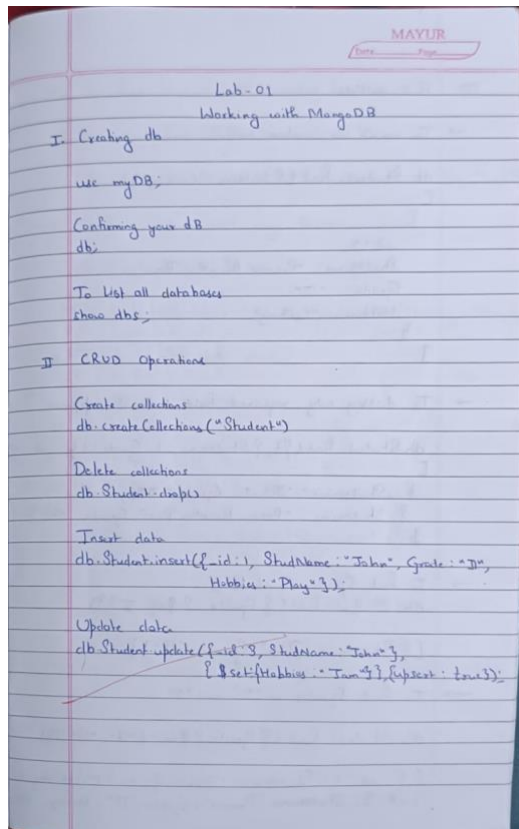 MAYUR
Date Page
Lab-01
Working with MongoDB
I. Creating db
use myDB;
Confirming your dB
db;
To List all databases
show dbs;
II CRUD Operations
Create collections
db.createCollections("Student")
Delete collections
db.Student.drop()
Insert data
db.Student.insert({_id:1, StudName:"John", Grade:"D",
Hobbies:"Play"});
Update data
db.Student.update({_id:3, StudName:"John"},
{$set:{Hobbies:"Jam"}},{upsert:true});